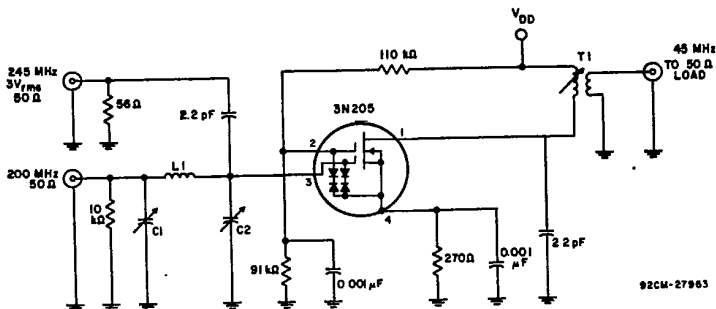 V_DD
110 kΩ
T1
45 MHz
TO 50 Ω
LOAD
245 MHz
3V_rms
50 Ω
56Ω
2.2 pF
3N205
1
2
3
4
200 MHz
50 Ω
L1
10
kΩ
C1
C2
91 kΩ
0.001 µF
270Ω
0.001
µF
2.2 pF
92CM-27963